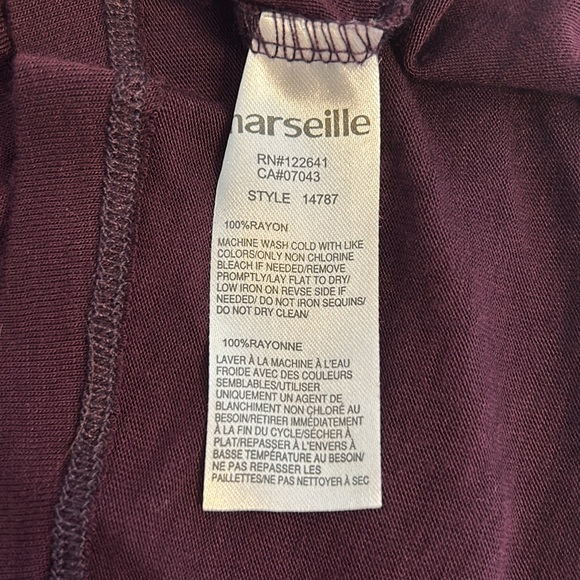 marseille
RN#122641
CA#07043
STYLE 14787
100%RAYON
MACHINE WASH COLD WITH LIKE
COLORS/ONLY NON CHLORINE
BLEACH IF NEEDED/REMOVE
PROMPTLY/LAY FLAT TO DRY/
LOW IRON ON REVSE SIDE IF
NEEDED/ DO NOT IRON SEQUINS/
DO NOT DRY CLEAN/
100%RAYONNE
LAVER À LA MACHINE À L'EAU
FROIDE AVEC DES COULEURS
SEMBLABLES/UTILISER
UNIQUEMENT UN AGENT DE
BLANCHIMENT NON CHLORÉ AU
BESOIN/RETIRER IMMÉDIATEMENT
À LA FIN DU CYCLE/SÉCHER À
PLAT/REPASSER À L'ENVERS À
BASSE TEMPÉRATURE AU BESOIN/
NE PAS REPASSER LES
PAILLETTES/NE PAS NETTOYER À SEC